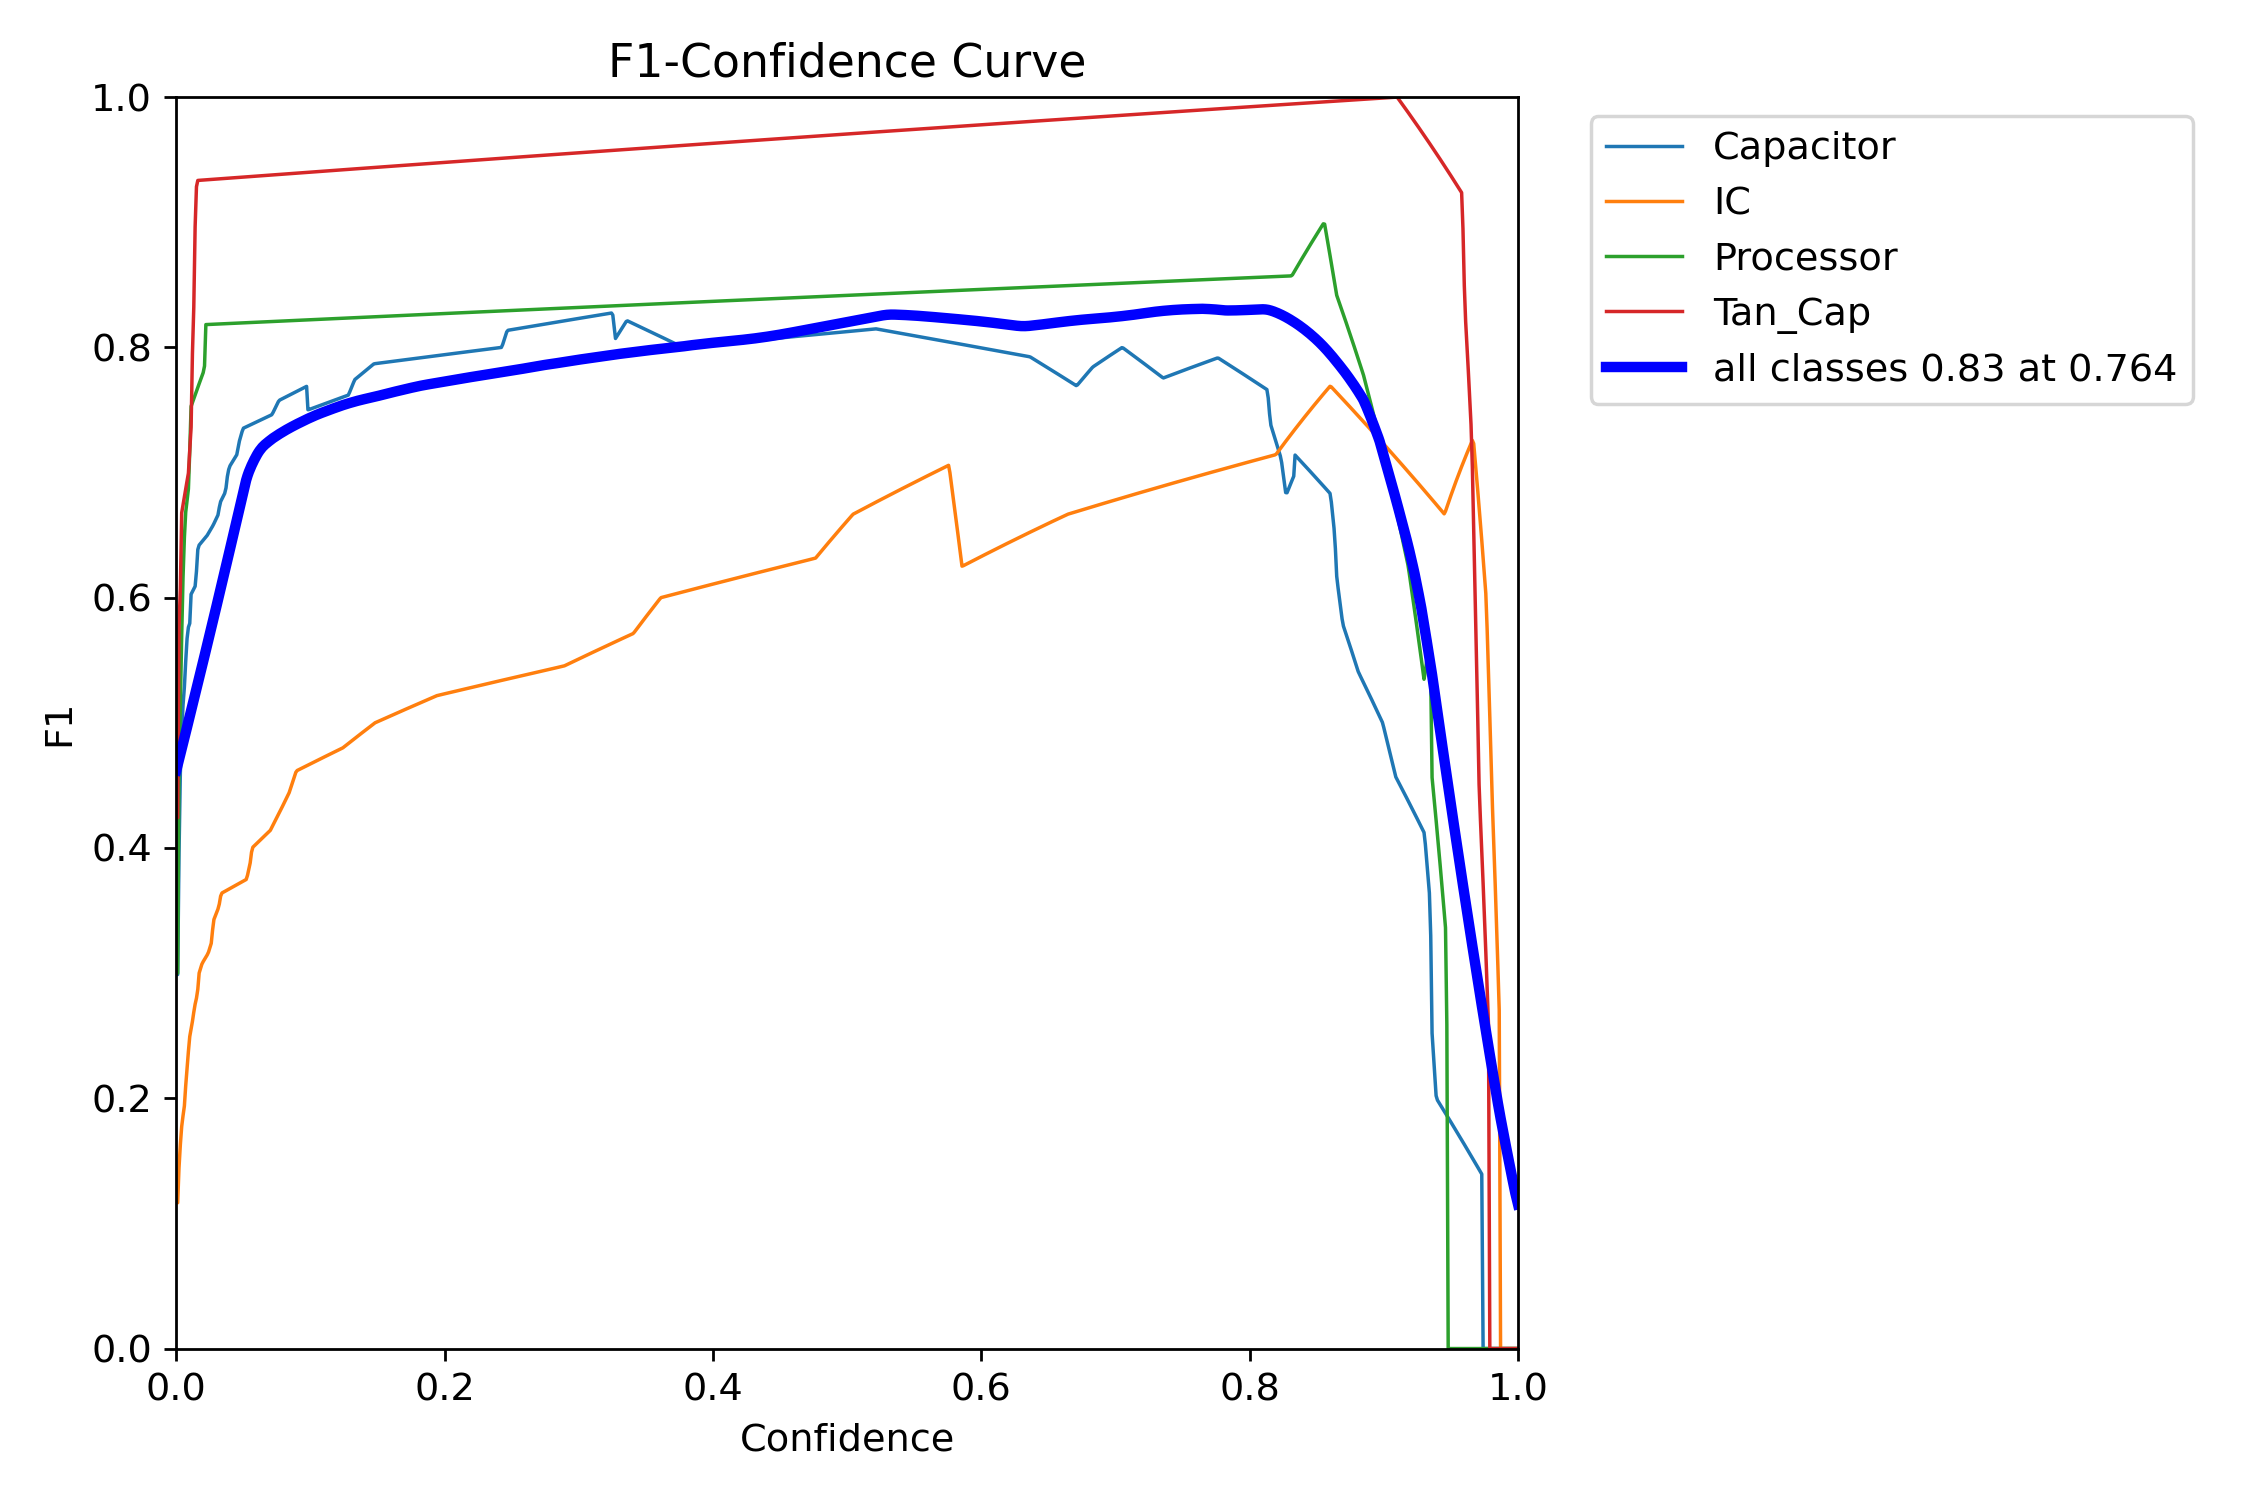 F1-Confidence Curve
1.0
0.8
0.6
0.4
0.2
0.0
F1
0.0 0.2 0.4 0.6 0.8 1.0
Confidence
Capacitor
IC
Processor
Tan_Cap
all classes 0.83 at 0.764